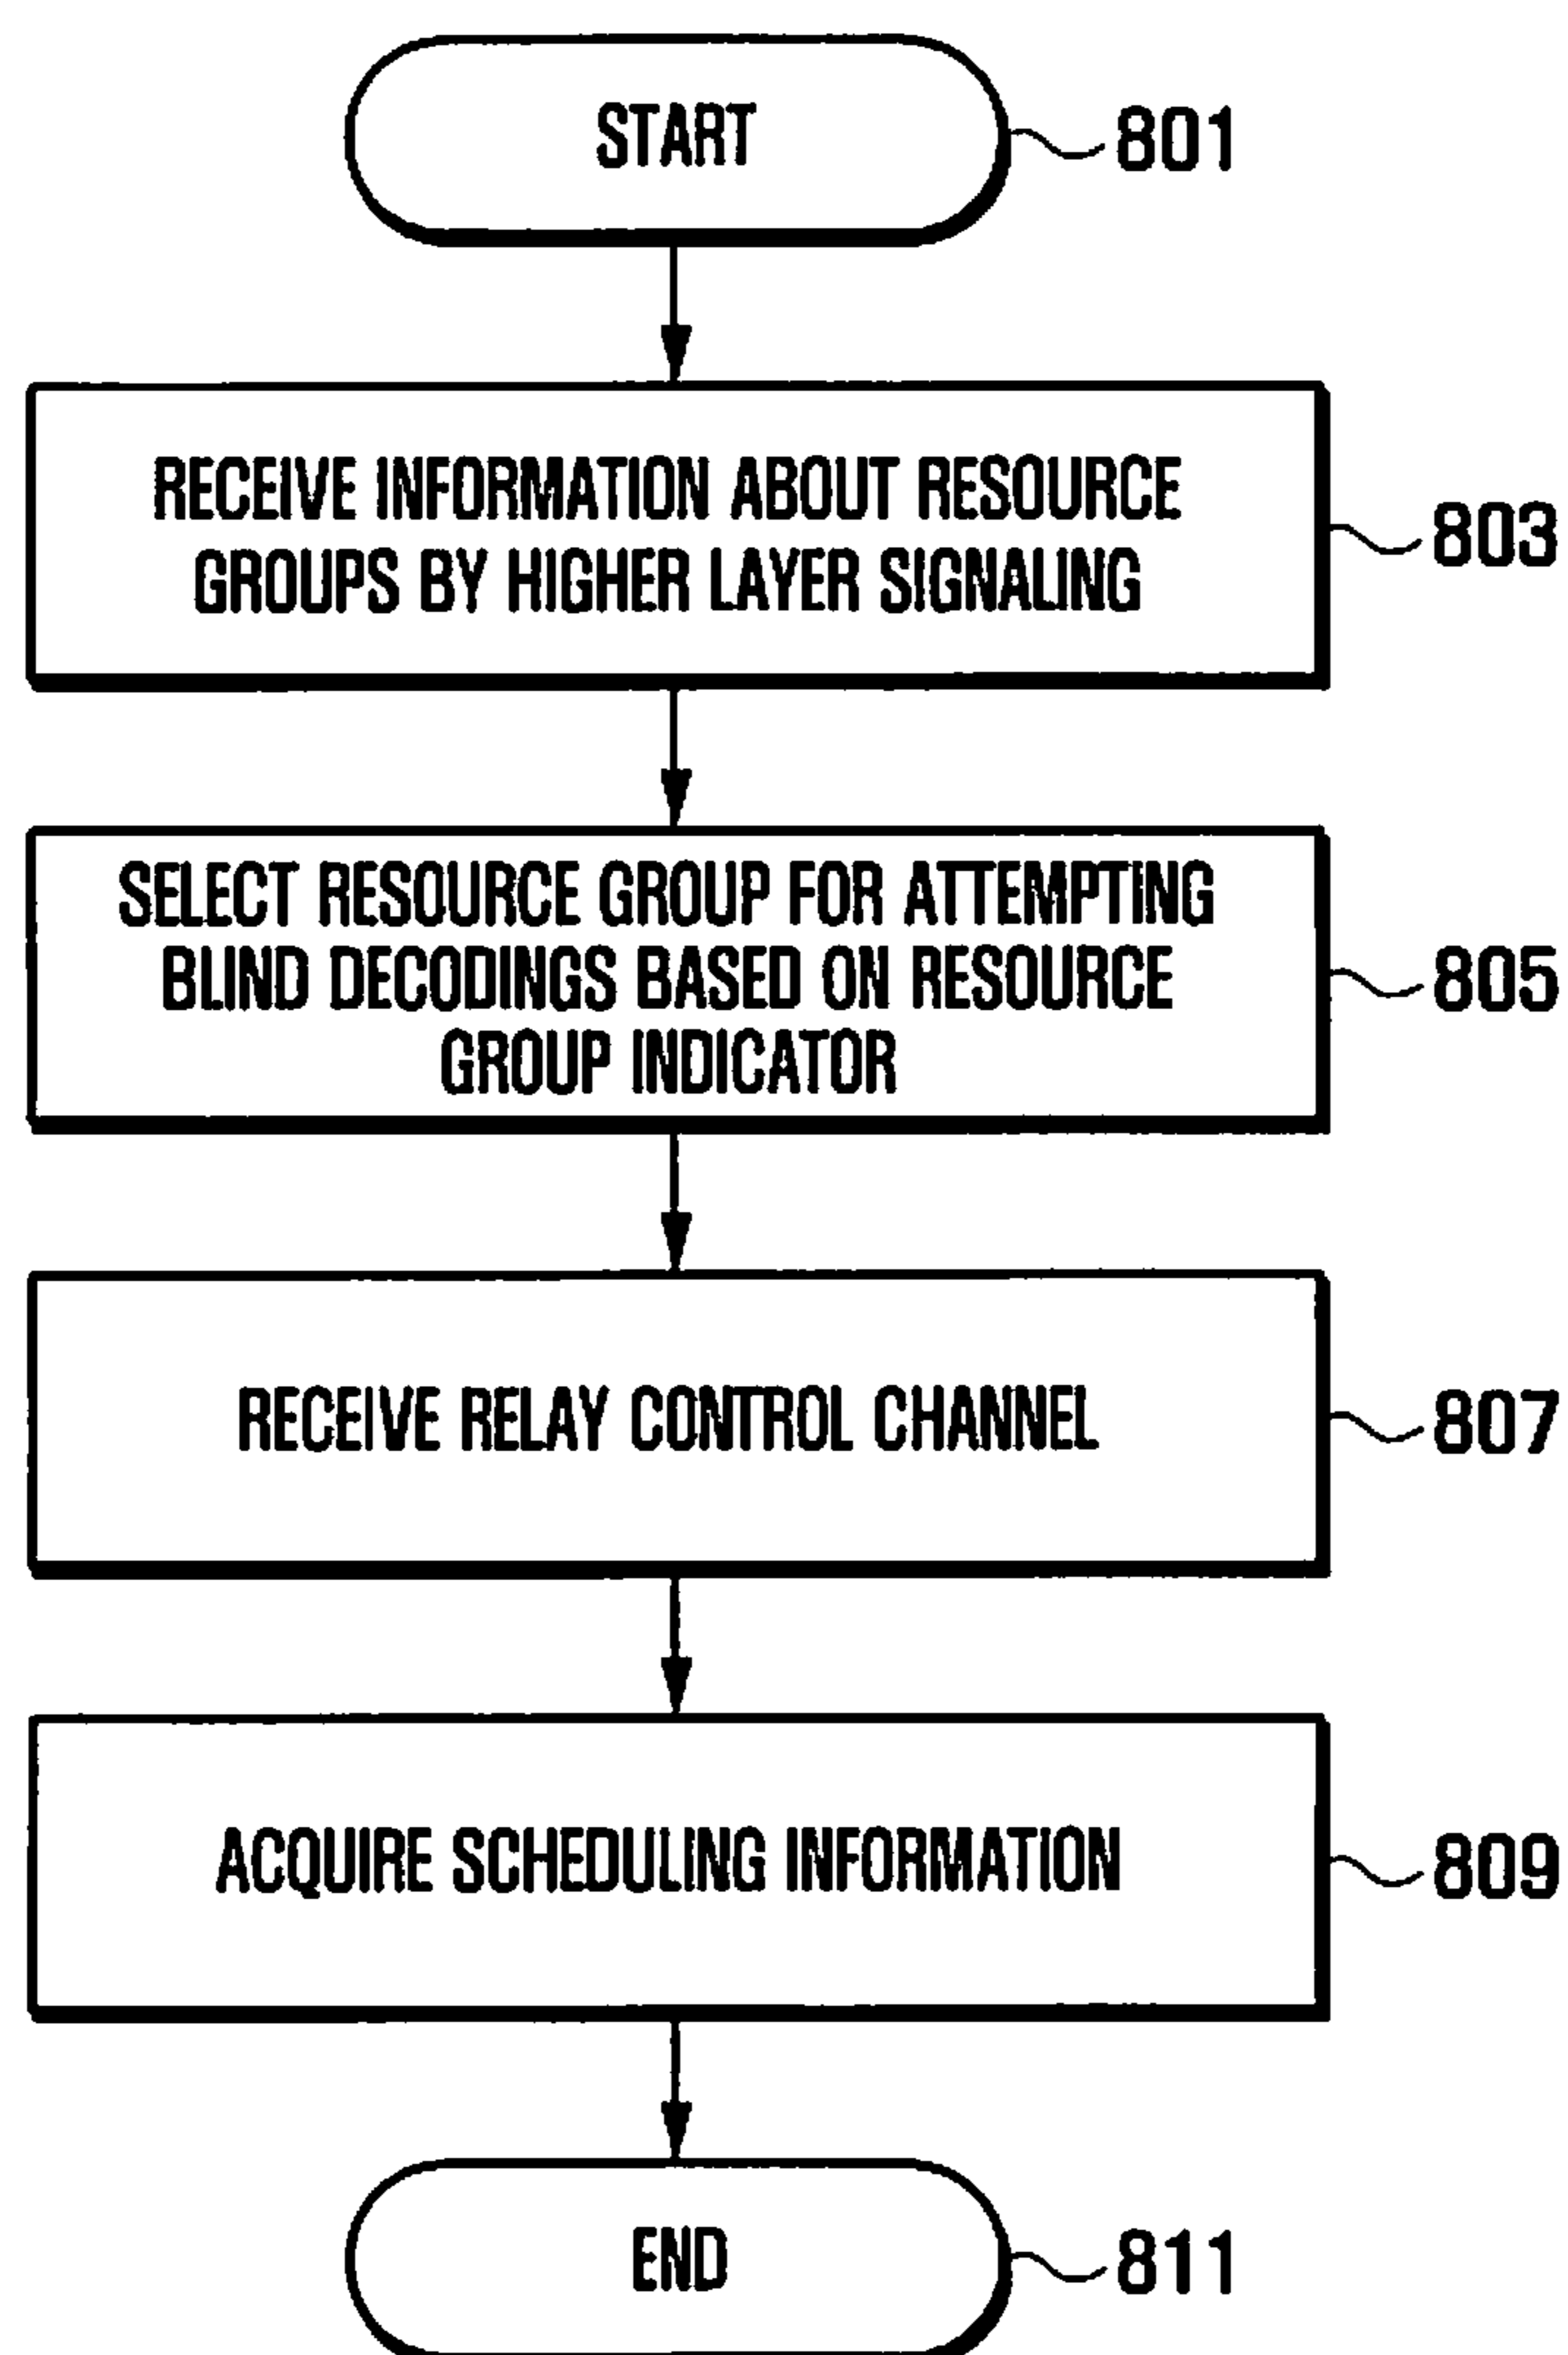 START
801
RECEIVE INFORMATION ABOUT RESOURCE
GROUPS BY HIGHER LAYER SIGNALING
803
SELECT RESOURCE GROUP FOR ATTEMPTING
BLIND DECODINGS BASED ON RESOURCE
GROUP INDICATOR
805
RECEIVE RELAY CONTROL CHANNEL
807
ACQUIRE SCHEDULING INFORMATION
809
END
811